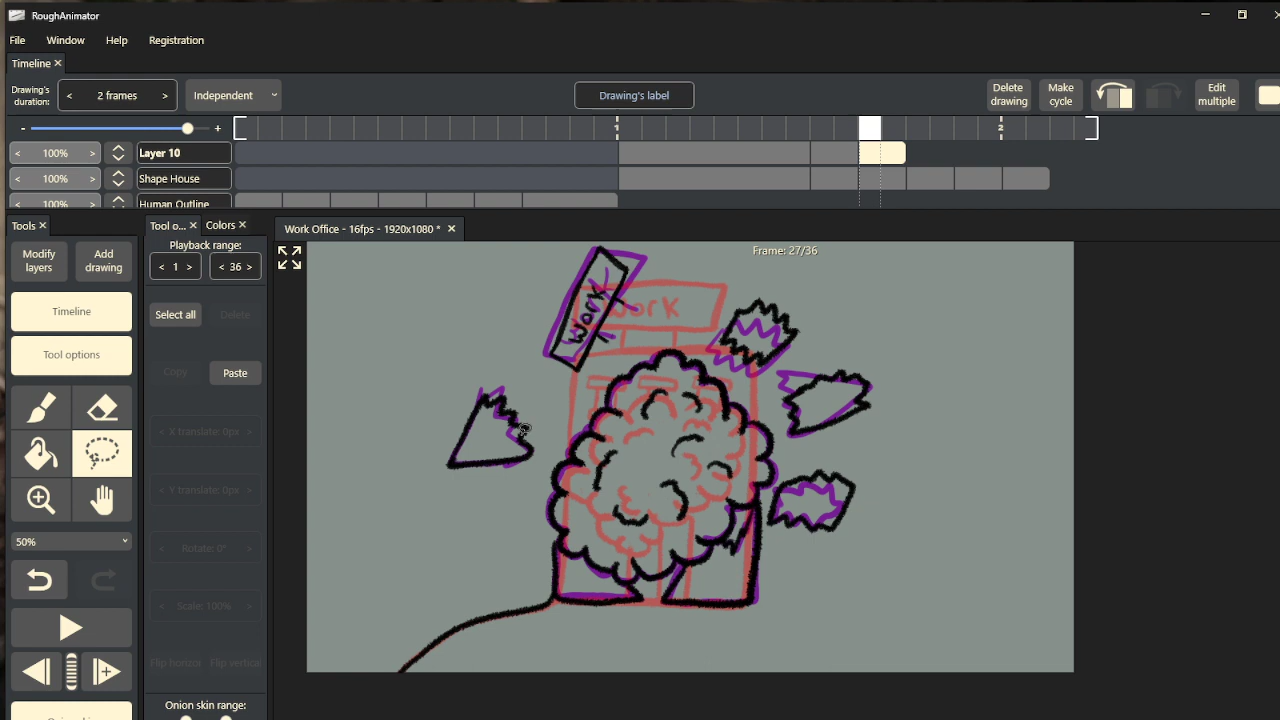 RoughAnimator
File Window Help Registration
Timeline
Drawing's duration: < 2 frames > Independent Drawing's label Delete drawing Make cycle Edit multiple
- + 1 2
< 100% > Layer 10
< 100% > Shape House
< 100% > Human Outline
Tools Tool o... Colors Work Office - 16fps - 1920x1080 *
Modify layers Add drawing Playback range: Frame: 27/36
< 1 > < 36 >
Timeline Select all Delete
Tool options Copy Paste
Work work
< X translate: 0px >
< Y translate: 0px >
50% < Rotate: 0° >
< Scale: 100% >
Flip horizon Flip vertical
Onion skin range: